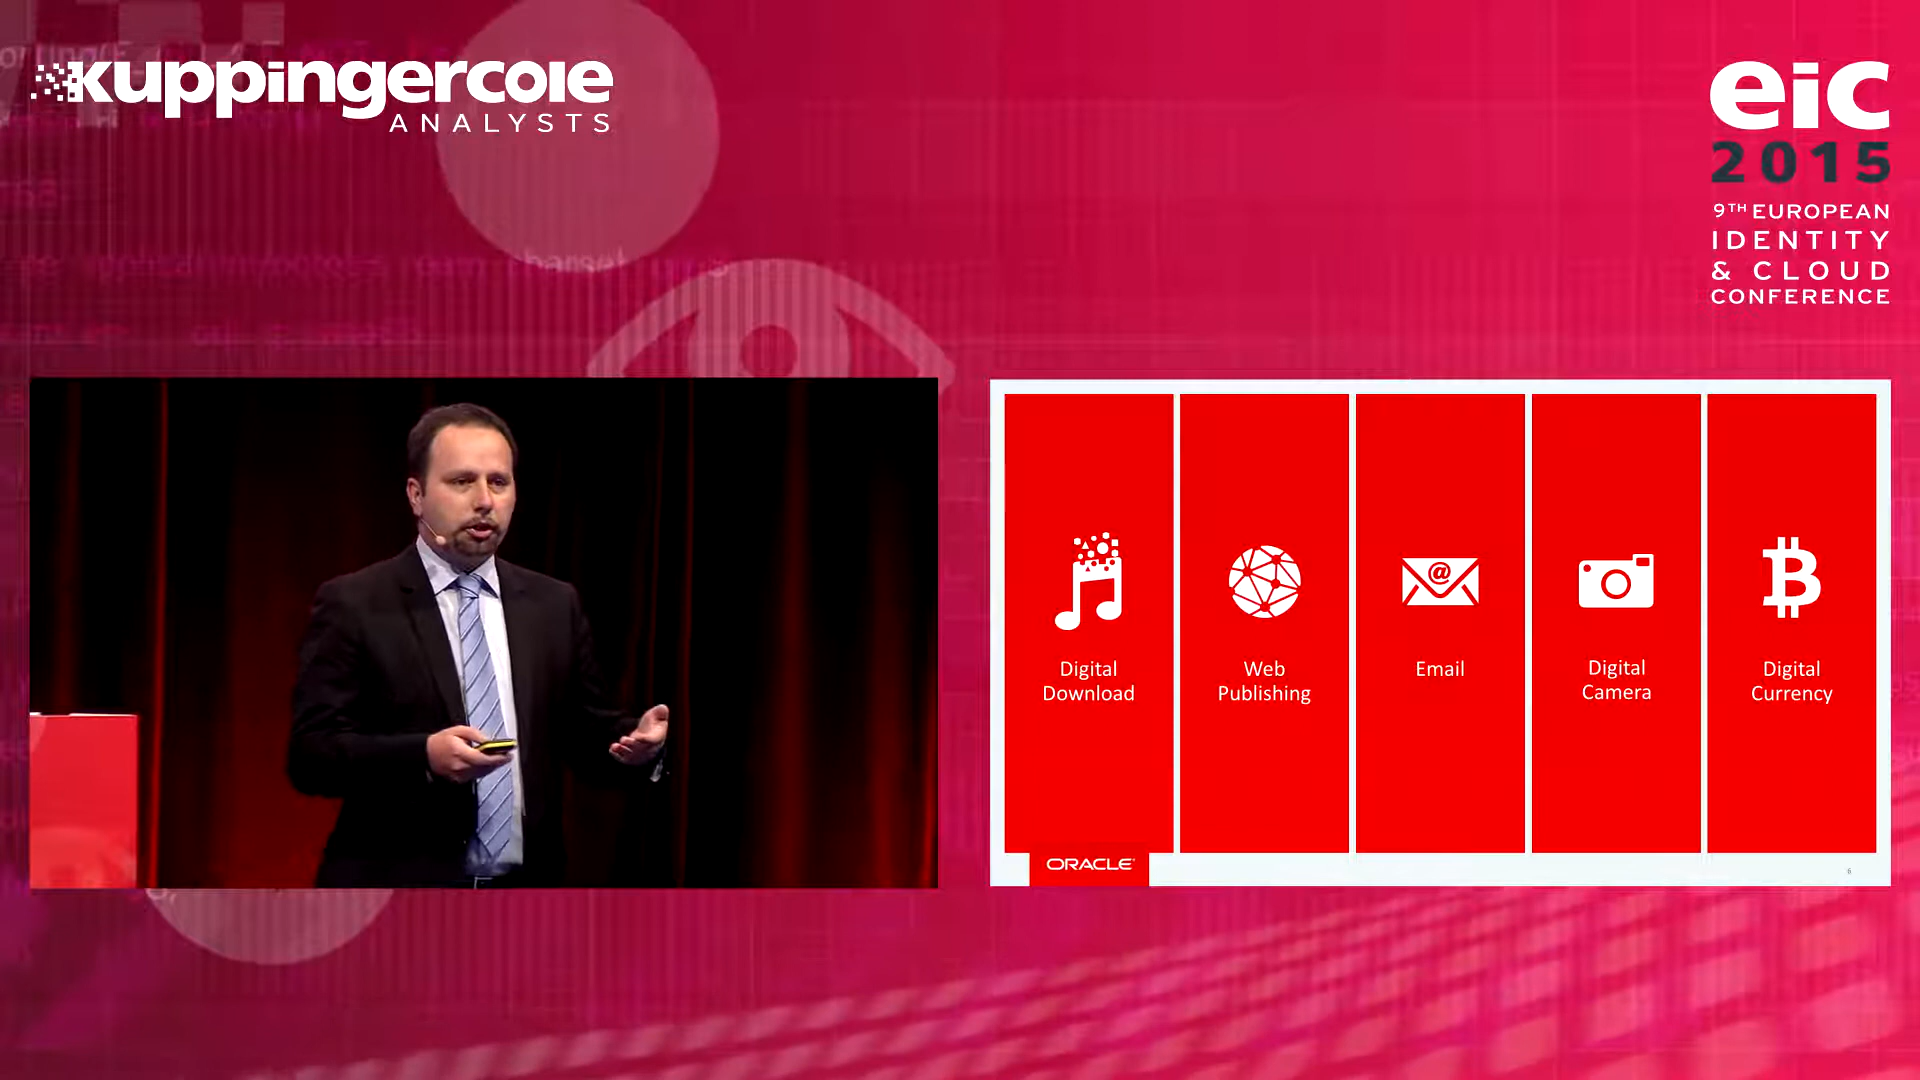 kuppingercole
ANALYSTS
eic
2015
9TH EUROPEAN
IDENTITY
& CLOUD
CONFERENCE
Digital
Download
Web
Publishing
@
Email
Digital
Camera
Digital
Currency
ORACLE
6